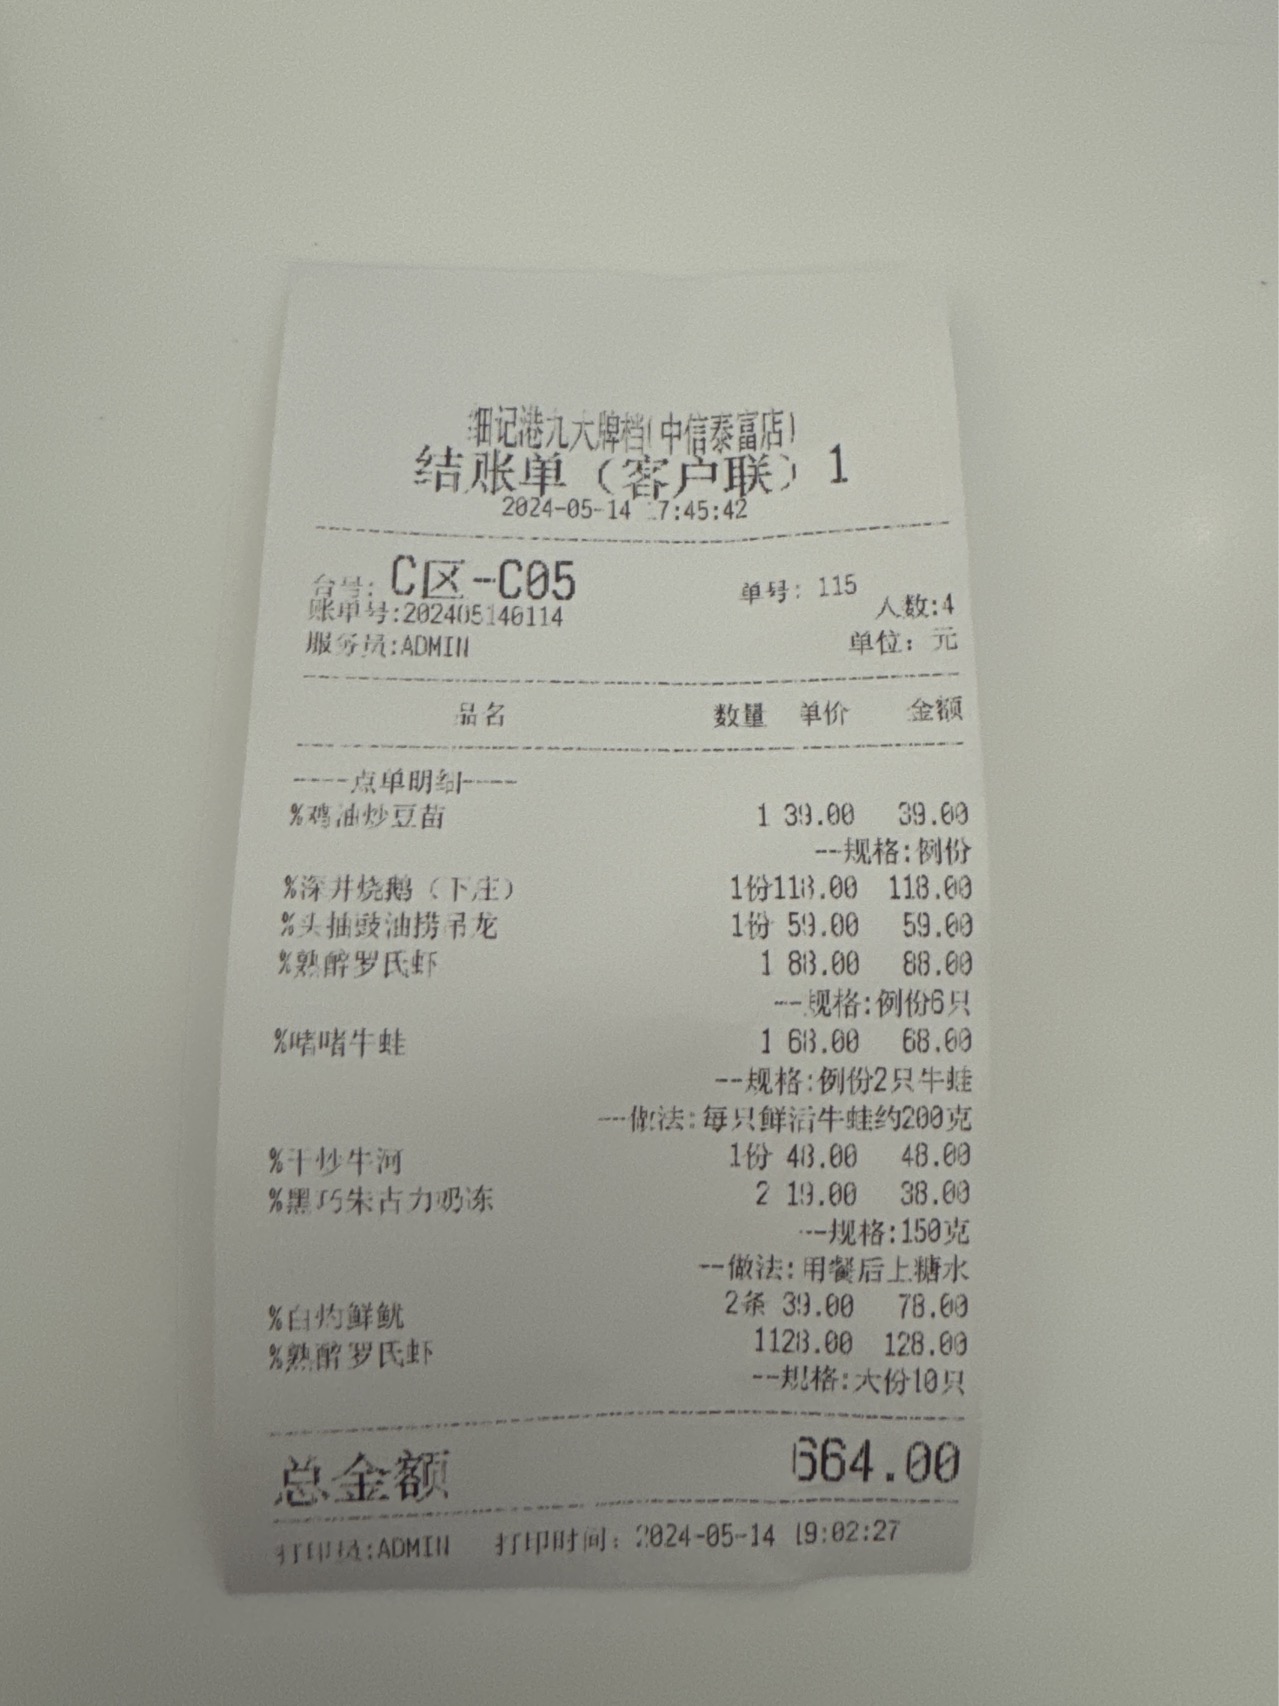 细记港九大牌档(中信泰富店)
结账单（客户联）1
2024-05-14 17:45:42
台号: C区-C05 单号: 115
账单号:202405140114 人数:4
服务员:ADMIN 单位: 元
品名 数量 单价 金额
----点单明细----
%鸡油炒豆苗 1 39.00 39.00
--规格:例份
%深井烧鹅（下庄） 1份118.00 118.00
%头抽豉油捞吊龙 1份 59.00 59.00
%熟醉罗氏虾 1 88.00 88.00
--规格:例份6只
%啫啫牛蛙 1 68.00 68.00
--规格:例份2只牛蛙
--做法:每只鲜活牛蛙约200克
%干炒牛河 1份 48.00 48.00
%黑巧朱古力奶冻 2 19.00 38.00
--规格:150克
--做法:用餐后上糖水
%白灼鲜鱿 2条 39.00 78.00
%熟醉罗氏虾 1128.00 128.00
--规格:大份10只
总金额 664.00
打印员:ADMIN 打印时间: 2024-05-14 19:02:27